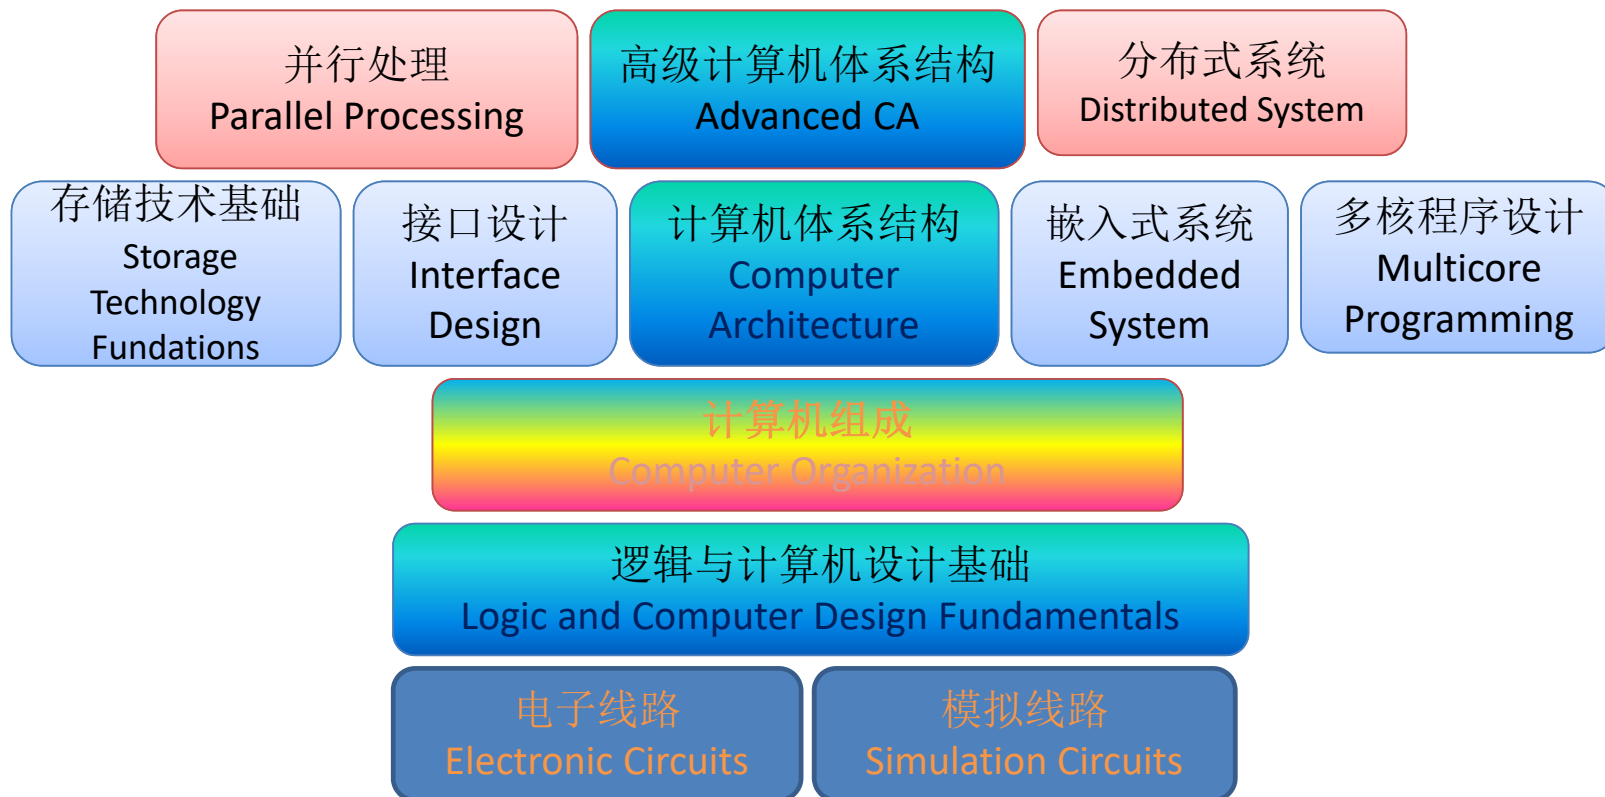 并行处理
Parallel Processing
高级计算机体系结构
Advanced CA
分布式系统
Distributed System
存储技术基础
Storage
Technology
Fundations
接口设计
Interface
Design
计算机体系结构
Computer
Architecture
嵌入式系统
Embedded
System
多核程序设计
Multicore
Programming
计算机组成
Computer Organization
逻辑与计算机设计基础
Logic and Computer Design Fundamentals
电子线路
Electronic Circuits
模拟线路
Simulation Circuits